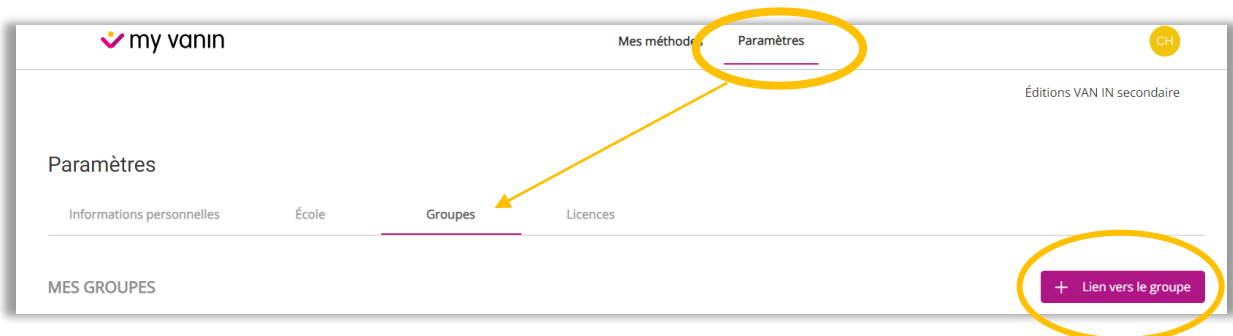 my vanin
Mes méthodes Paramètres
CH
Éditions VAN IN secondaire
Paramètres
Informations personnelles École Groupes Licences
MES GROUPES
+ Lien vers le groupe